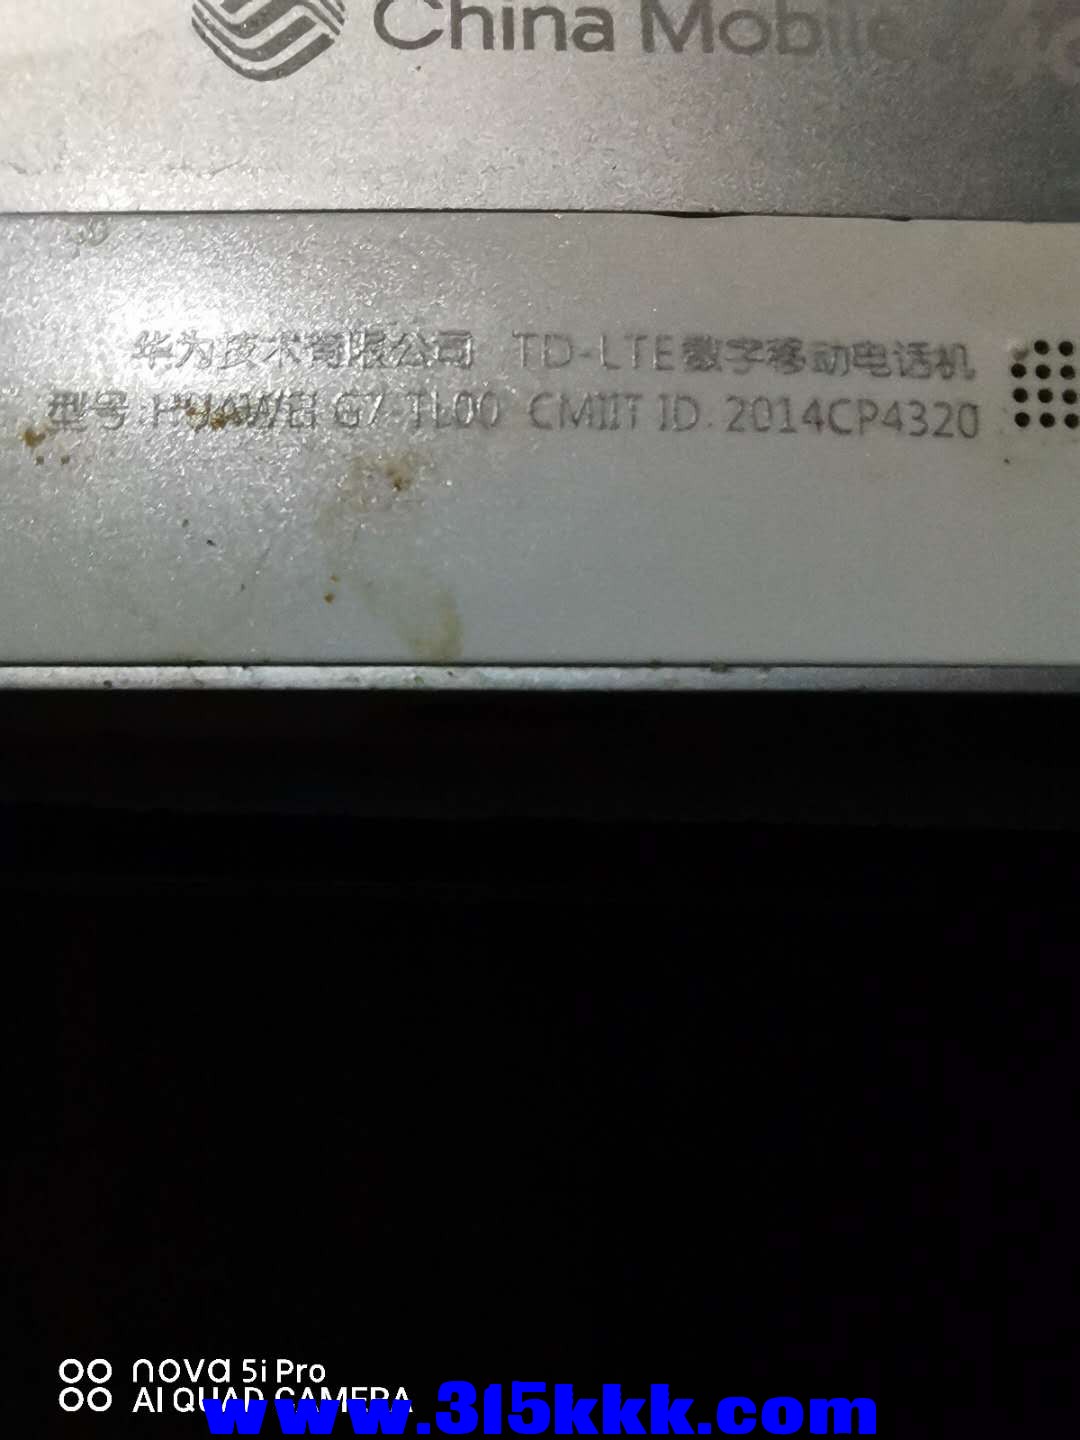 China Mobile
华为技术有限公司 TD-LTE数字移动电话机
型号:HUAWEI G7-TL00 CMIIT ID:2014CP4320
nova 5i Pro
AI QUAD CAMERA
www.315kkk.com